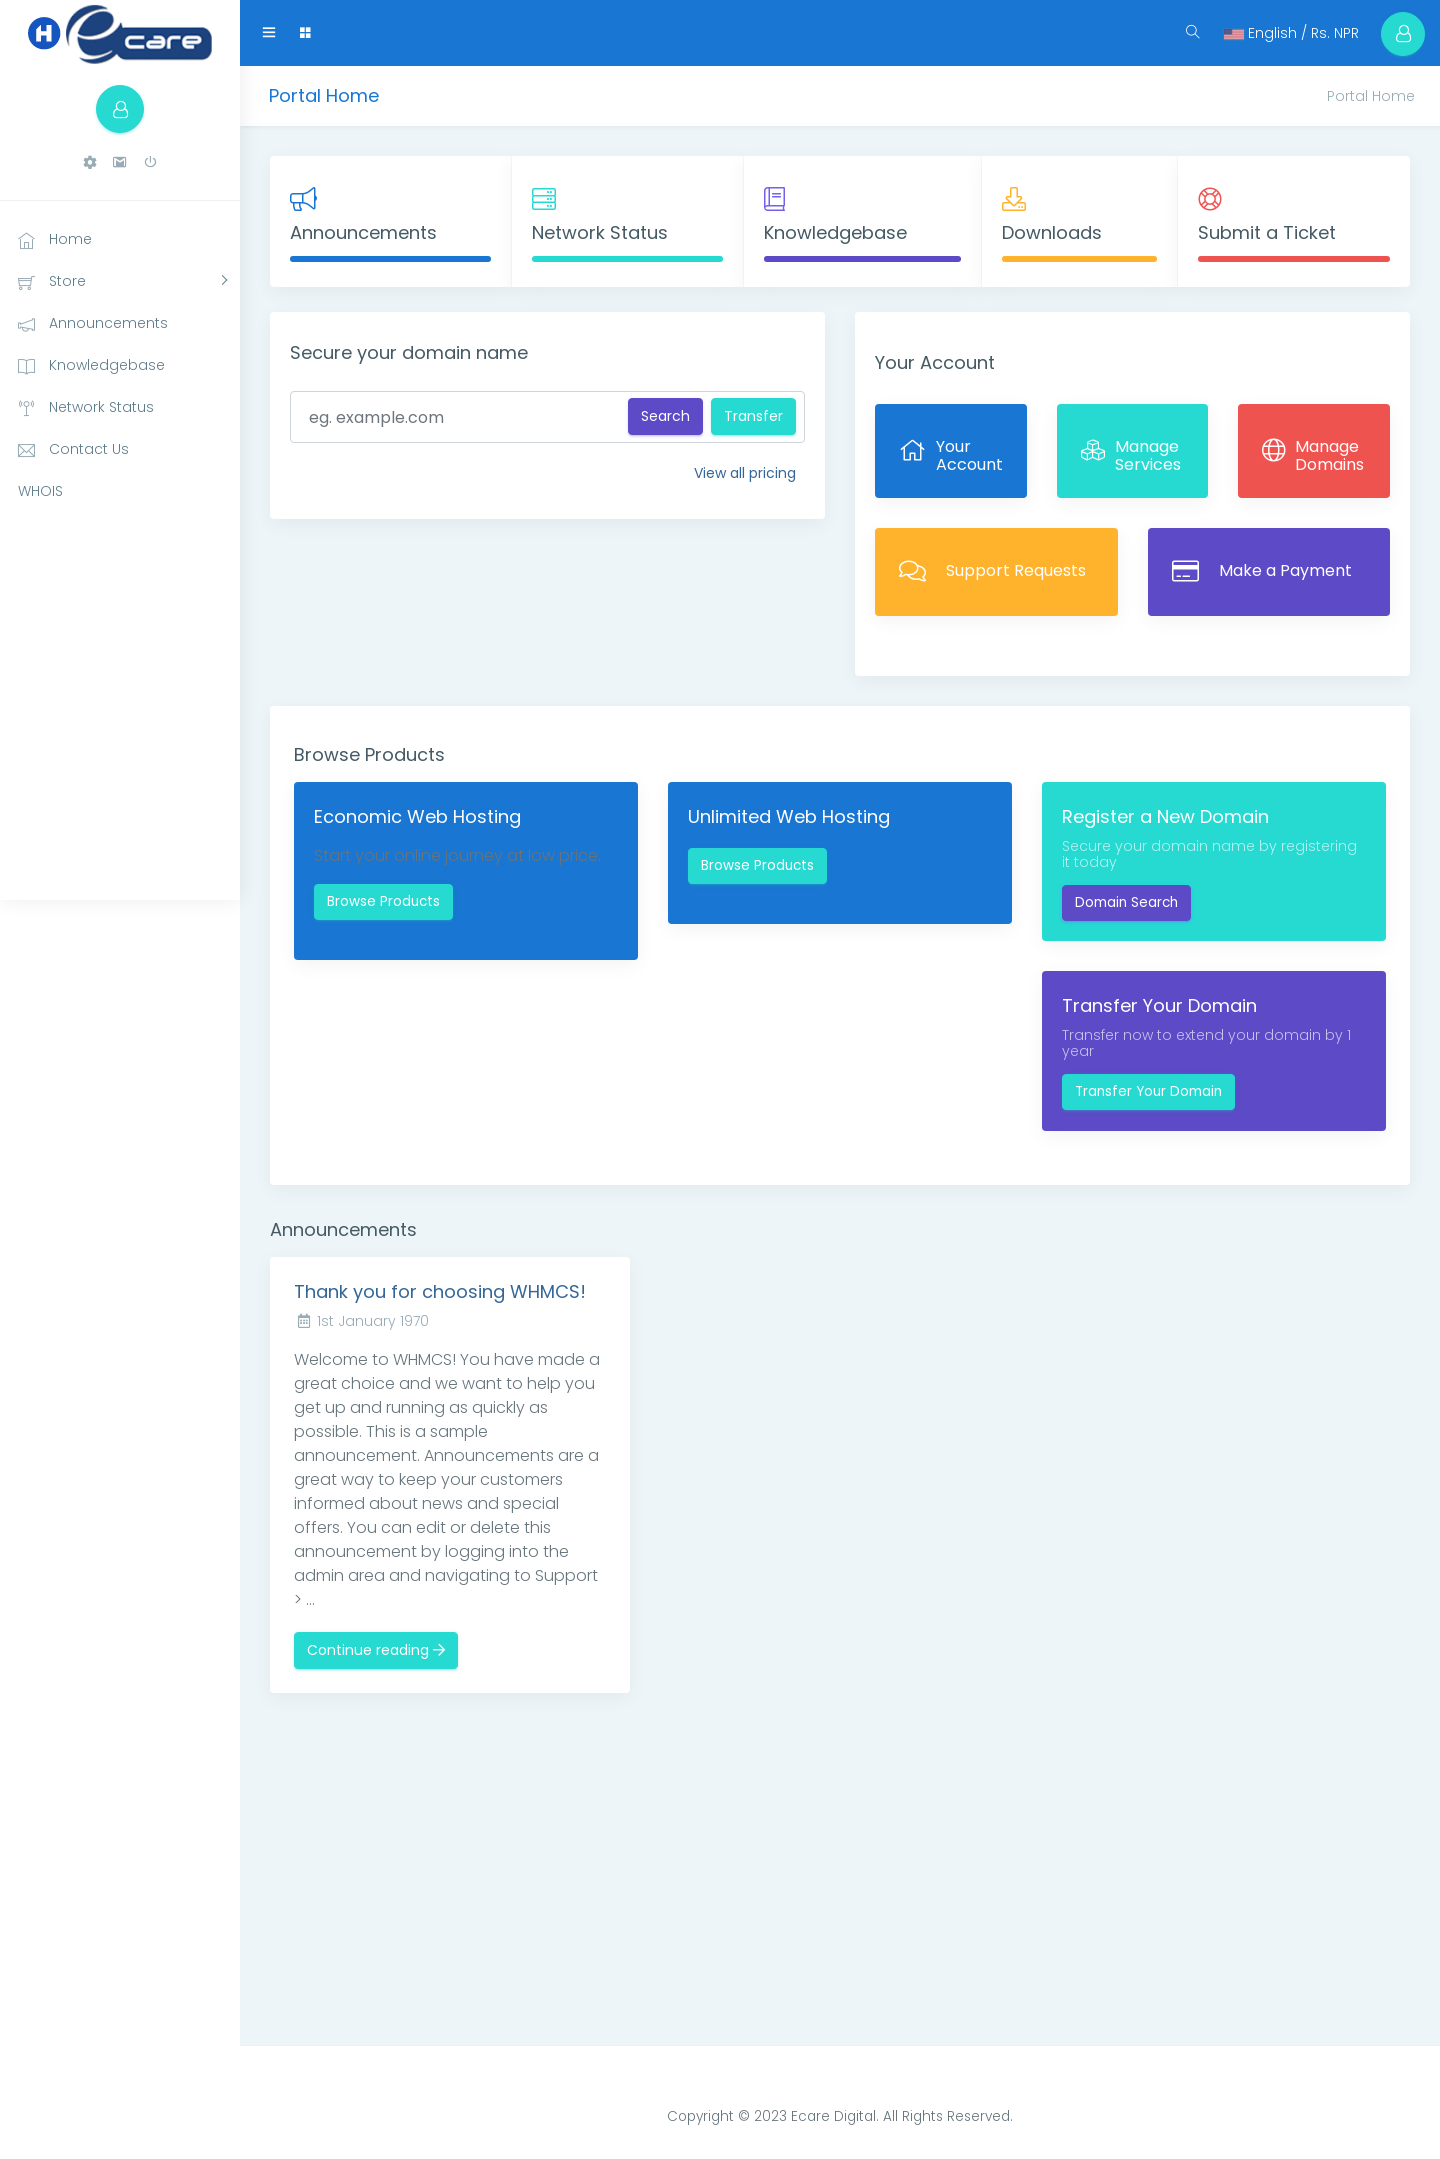 H ecare
English / Rs. NPR
Portal Home
Portal Home
Home
Store
Announcements
Knowledgebase
Network Status
Contact Us
WHOIS
Announcements
Network Status
Knowledgebase
Downloads
Submit a Ticket
Secure your domain name
eg. example.com
Search
Transfer
View all pricing
Your Account
Your
Account
Manage
Services
Manage
Domains
Support Requests
Make a Payment
Browse Products
Economic Web Hosting
Start your online journey at low price.
Browse Products
Unlimited Web Hosting
Browse Products
Register a New Domain
Secure your domain name by registering
it today
Domain Search
Transfer Your Domain
Transfer now to extend your domain by 1
year
Transfer Your Domain
Announcements
Thank you for choosing WHMCS!
1st January 1970
Welcome to WHMCS! You have made a
great choice and we want to help you
get up and running as quickly as
possible. This is a sample
announcement. Announcements are a
great way to keep your customers
informed about news and special
offers. You can edit or delete this
announcement by logging into the
admin area and navigating to Support
> ...
Continue reading →
Copyright © 2023 Ecare Digital. All Rights Reserved.